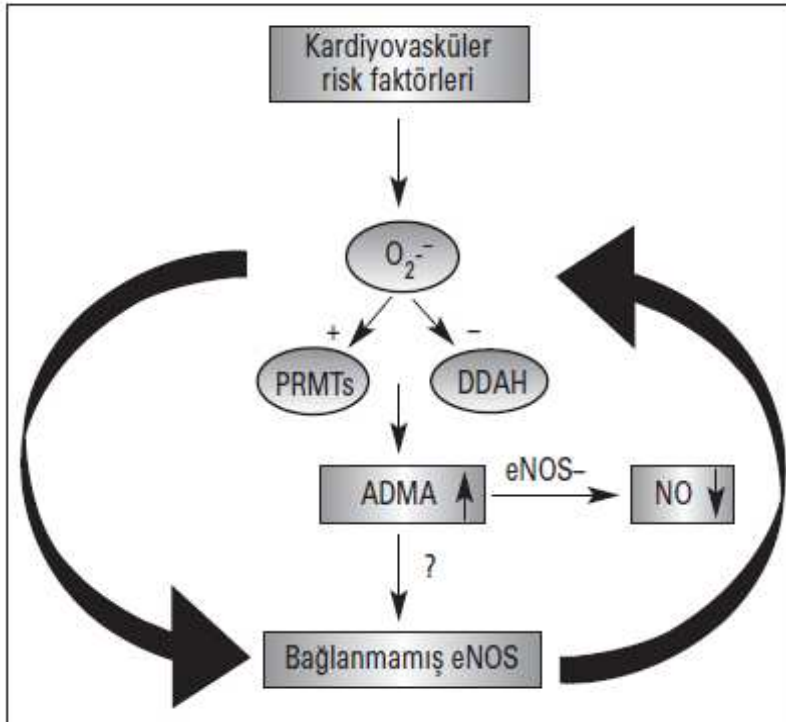 Kardiyovasküler
risk faktörleri
O₂·⁻
+
–
PRMTs
DDAH
ADMA
eNOS–
NO
?
Bağlanmamış eNOS